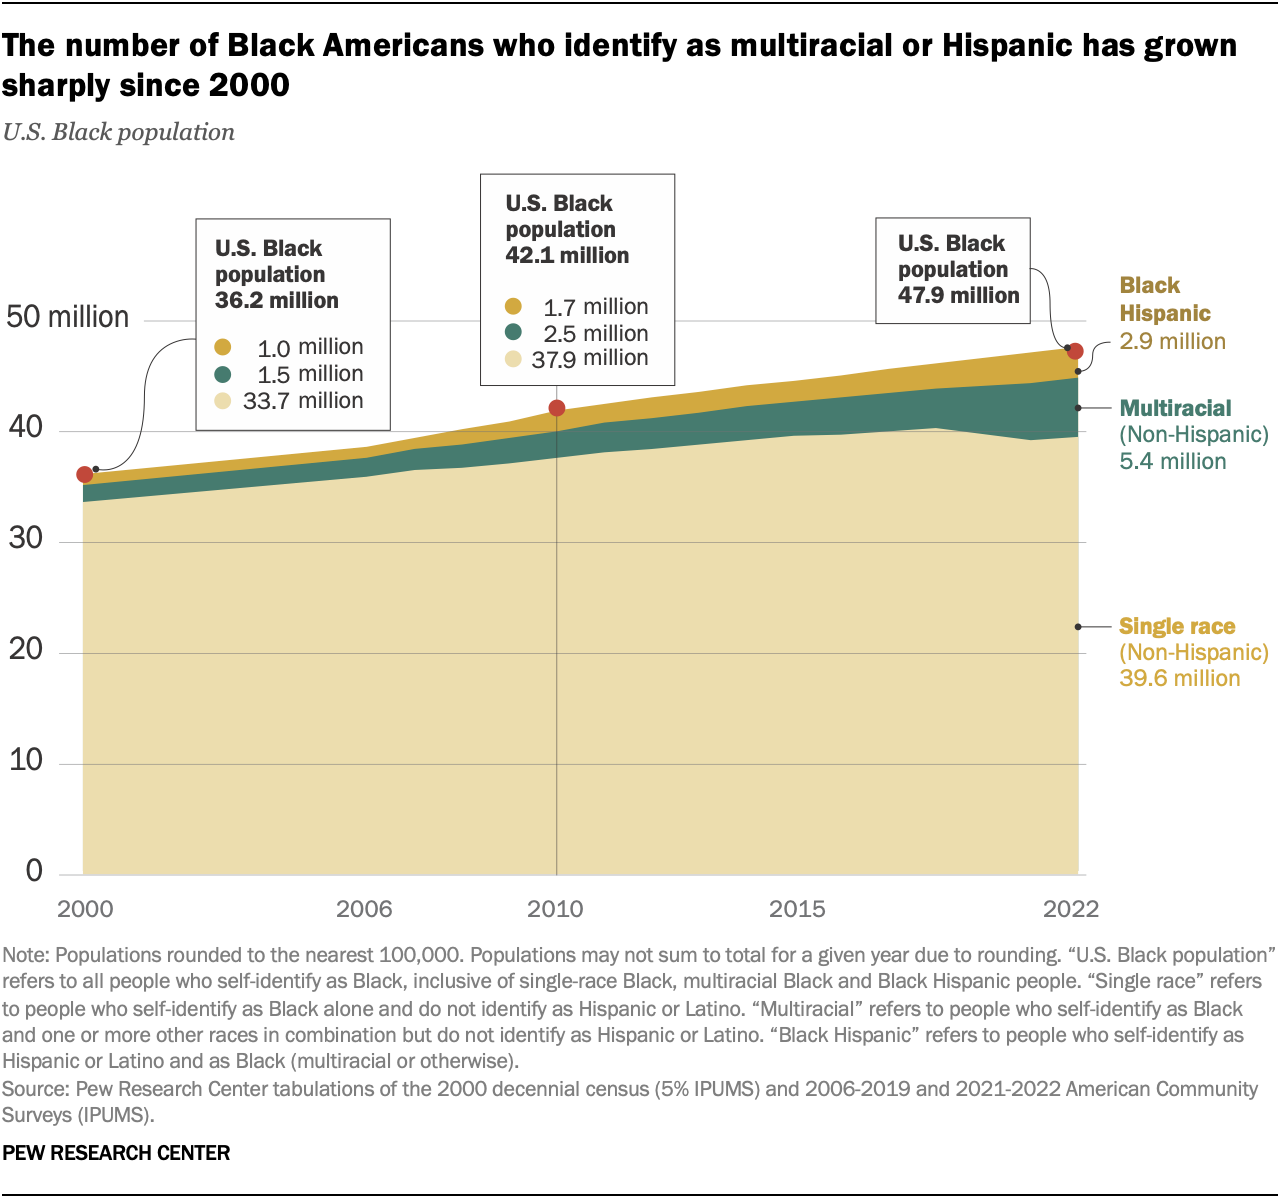 The number of Black Americans who identify as multiracial or Hispanic has grown
sharply since 2000
U.S. Black population
U.S. Black
population
36.2 million
1.0 million
1.5 million
33.7 million
U.S. Black
population
42.1 million
1.7 million
2.5 million
37.9 million
U.S. Black
population
47.9 million
Black
Hispanic
2.9 million
Multiracial
(Non-Hispanic)
5.4 million
Single race
(Non-Hispanic)
39.6 million
50 million
40
30
20
10
0
2000
2006
2010
2015
2022
Note: Populations rounded to the nearest 100,000. Populations may not sum to total for a given year due to rounding. “U.S. Black population”
refers to all people who self-identify as Black, inclusive of single-race Black, multiracial Black and Black Hispanic people. “Single race” refers
to people who self-identify as Black alone and do not identify as Hispanic or Latino. “Multiracial” refers to people who self-identify as Black
and one or more other races in combination but do not identify as Hispanic or Latino. “Black Hispanic” refers to people who self-identify as
Hispanic or Latino and as Black (multiracial or otherwise).
Source: Pew Research Center tabulations of the 2000 decennial census (5% IPUMS) and 2006-2019 and 2021-2022 American Community
Surveys (IPUMS).
PEW RESEARCH CENTER